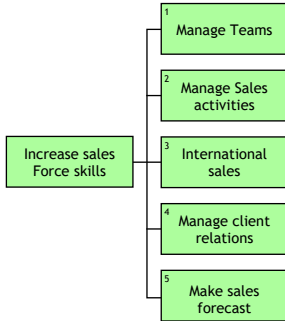 1
Manage Teams
2
Manage Sales
activities
Increase sales
Force skills
3
International
sales
4
Manage client
relations
5
Make sales
forecast